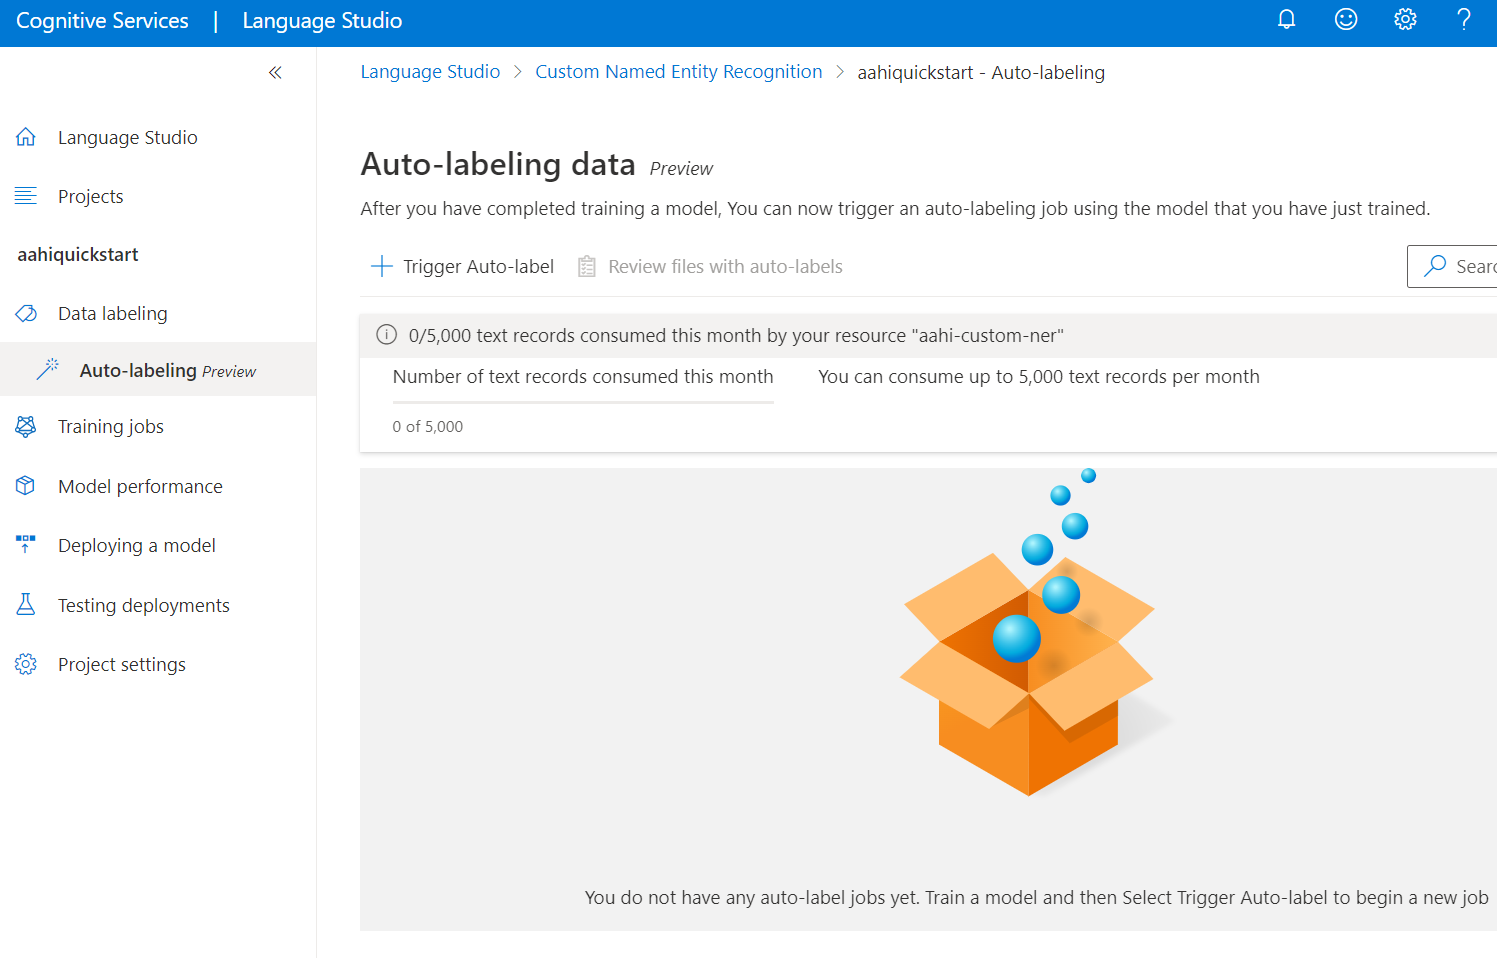 Cognitive Services | Language Studio
Language Studio > Custom Named Entity Recognition > aahiquickstart - Auto-labeling
Language Studio
Projects
aahiquickstart
Data labeling
Auto-labeling Preview
Training jobs
Model performance
Deploying a model
Testing deployments
Project settings
Auto-labeling data Preview
After you have completed training a model, You can now trigger an auto-labeling job using the model that you have just trained.
Trigger Auto-label
Review files with auto-labels
Searc
0/5,000 text records consumed this month by your resource "aahi-custom-ner"
Number of text records consumed this month
You can consume up to 5,000 text records per month
0 of 5,000
You do not have any auto-label jobs yet. Train a model and then Select Trigger Auto-label to begin a new job